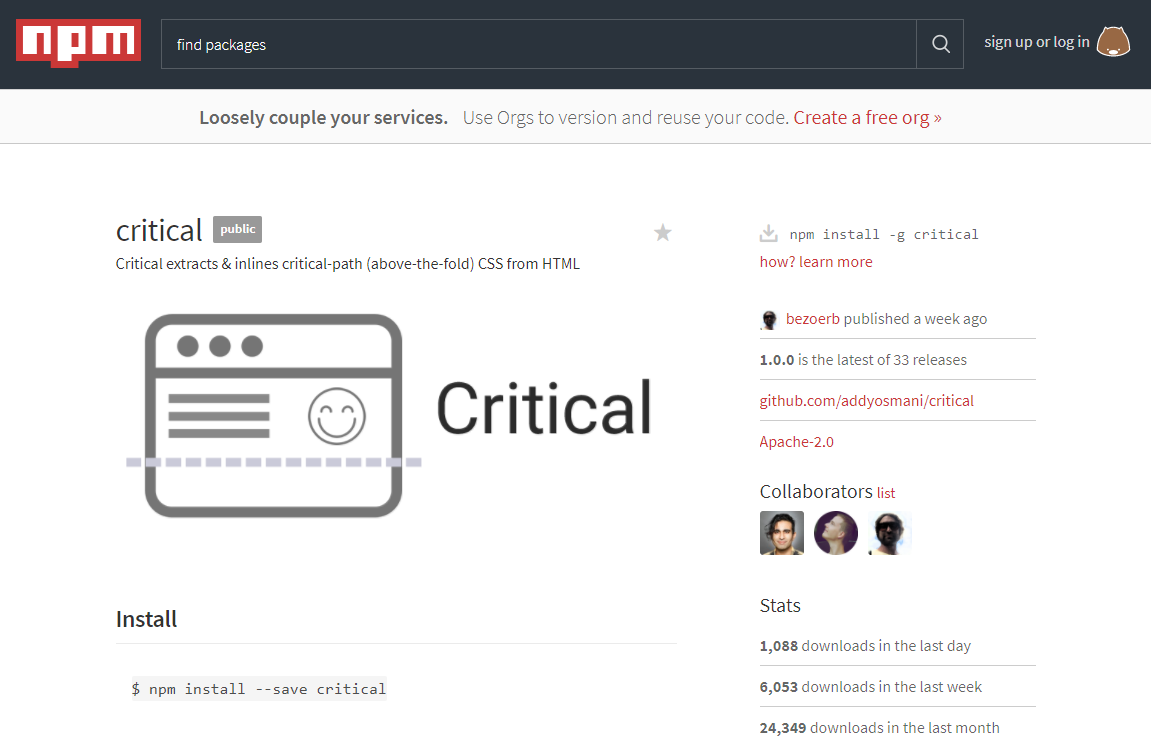 npm
find packages
sign up or log in
Loosely couple your services. Use Orgs to version and reuse your code. Create a free org »
critical public
Critical extracts & inlines critical-path (above-the-fold) CSS from HTML
Critical
Install
$ npm install --save critical
npm install -g critical
how? learn more
bezoerb published a week ago
1.0.0 is the latest of 33 releases
github.com/addyosmani/critical
Apache-2.0
Collaborators list
Stats
1,088 downloads in the last day
6,053 downloads in the last week
24,349 downloads in the last month